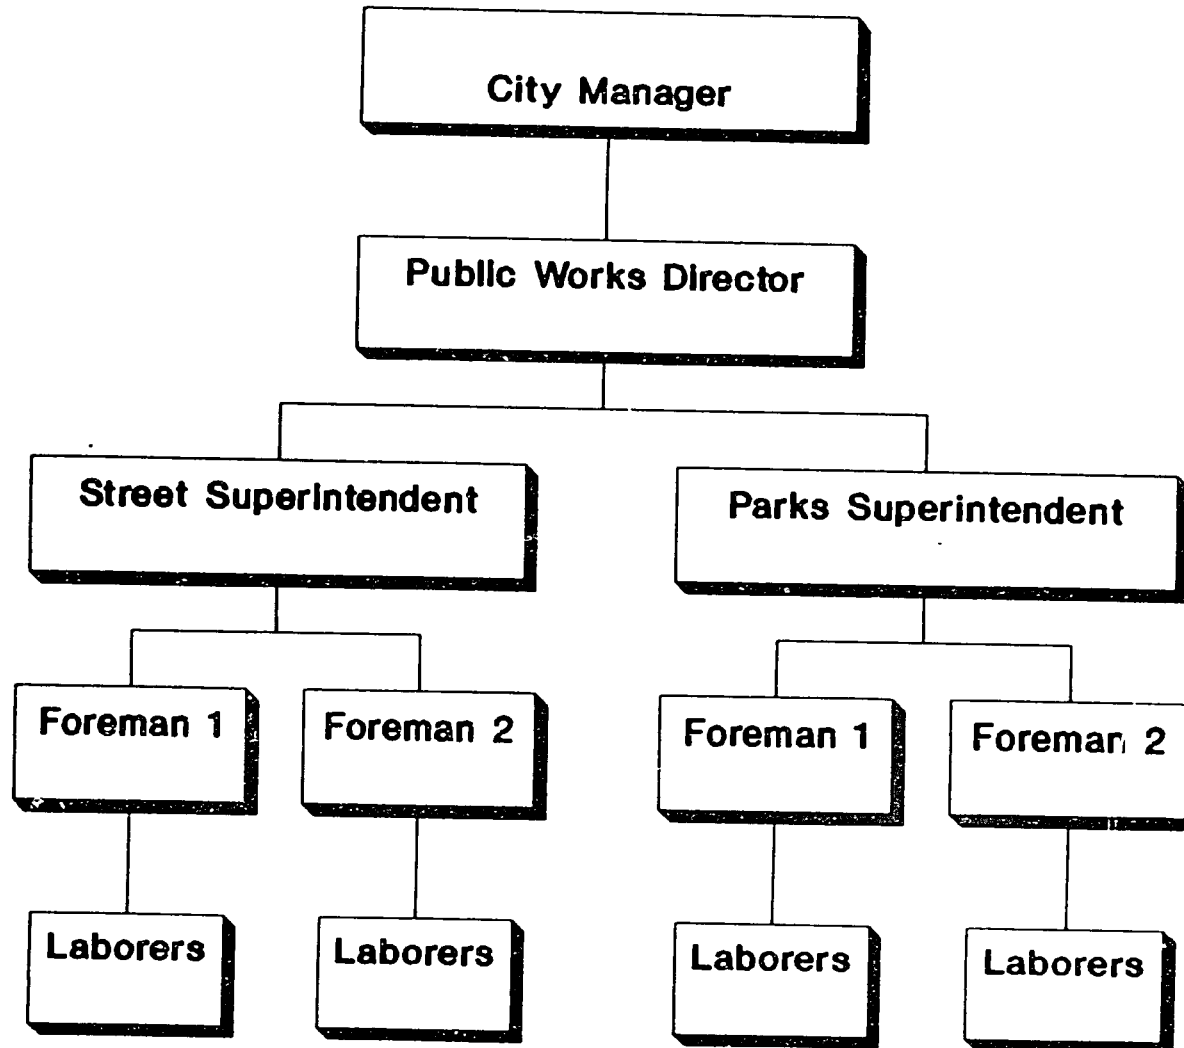 City Manager
Public Works Director
Street Superintendent
Parks Superintendent
Foreman 1
Foreman 2
Foreman 1
Foreman 2
Laborers
Laborers
Laborers
Laborers